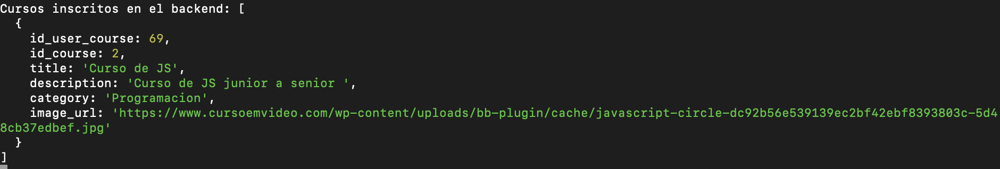 Cursos inscritos en el backend: [
  {
    id_user_course: 69,
    id_course: 2,
    title: 'Curso de JS',
    description: 'Curso de JS junior a senior ',
    category: 'Programacion',
    image_url: 'https://www.cursoemvideo.com/wp-content/uploads/bb-plugin/cache/javascript-circle-dc92b56e539139ec2bf42ebf8393803c-5d4
8cb37edbef.jpg'
  }
]